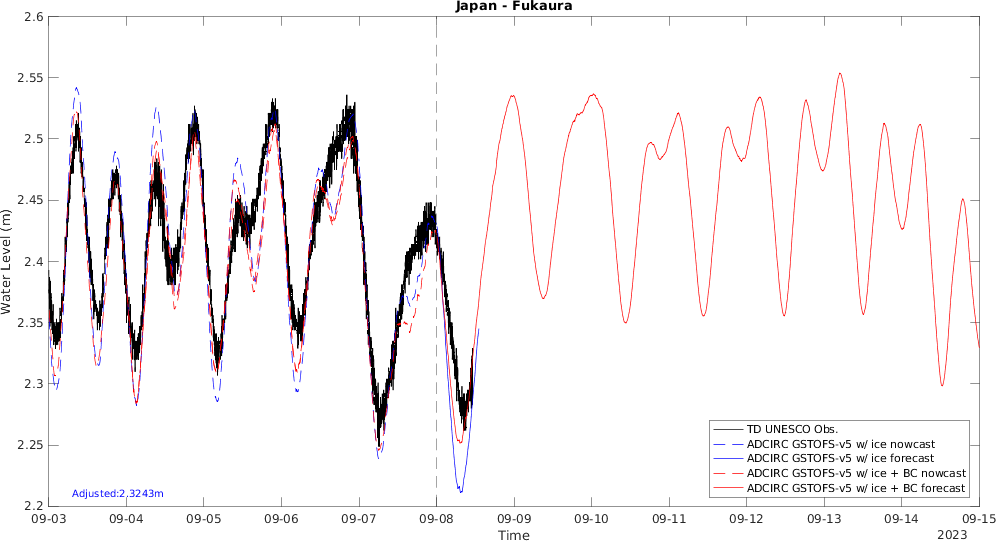 Japan - Fukaura
Water Level (m)
2.6
2.55
2.5
2.45
2.4
2.35
2.3
2.25
2.2
Adjusted:2.3243m
TD UNESCO Obs.
ADCIRC GSTOFS-v5 w/ ice nowcast
ADCIRC GSTOFS-v5 w/ ice forecast
ADCIRC GSTOFS-v5 w/ ice + BC nowcast
ADCIRC GSTOFS-v5 w/ ice + BC forecast
09-03 09-04 09-05 09-06 09-07 09-08 09-09 09-10 09-11 09-12 09-13 09-14 09-15
Time
2023